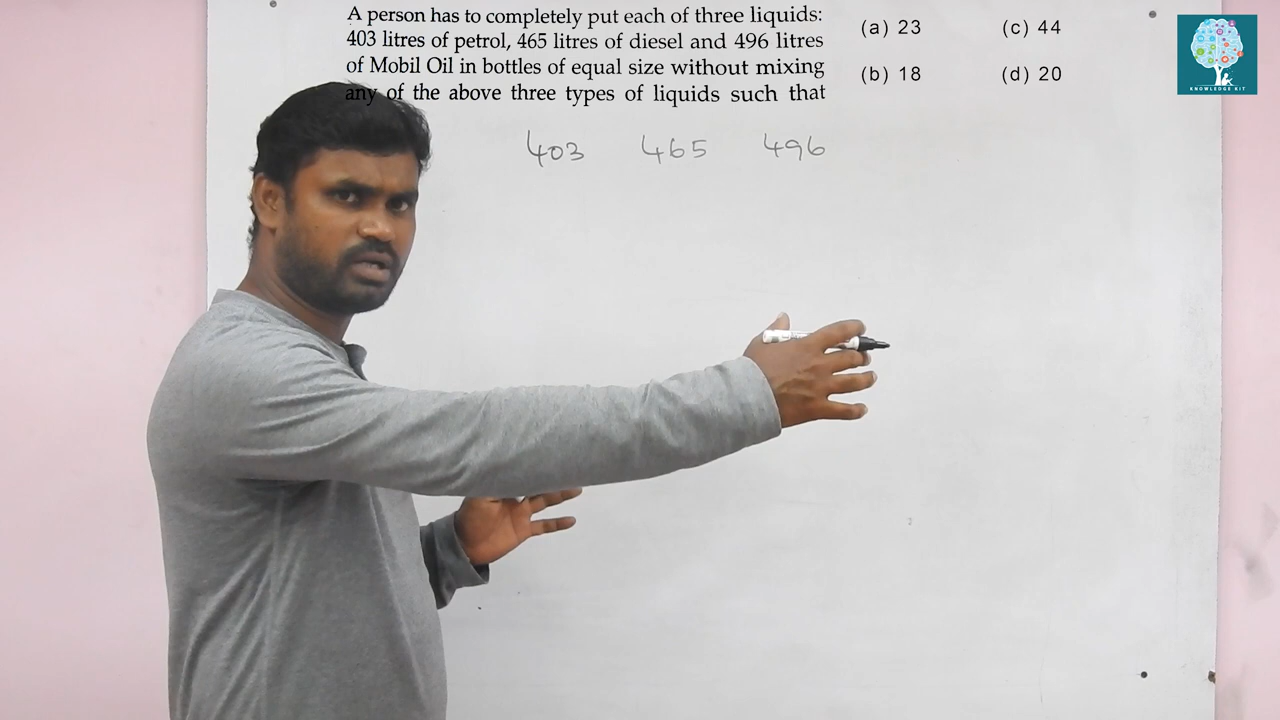 A person has to completely put each of three liquids:
403 litres of petrol, 465 litres of diesel and 496 litres
of Mobil Oil in bottles of equal size without mixing
any of the above three types of liquids such that
(a) 23 (c) 44
(b) 18 (d) 20
403 465 496
KNOWLEDGE KIT